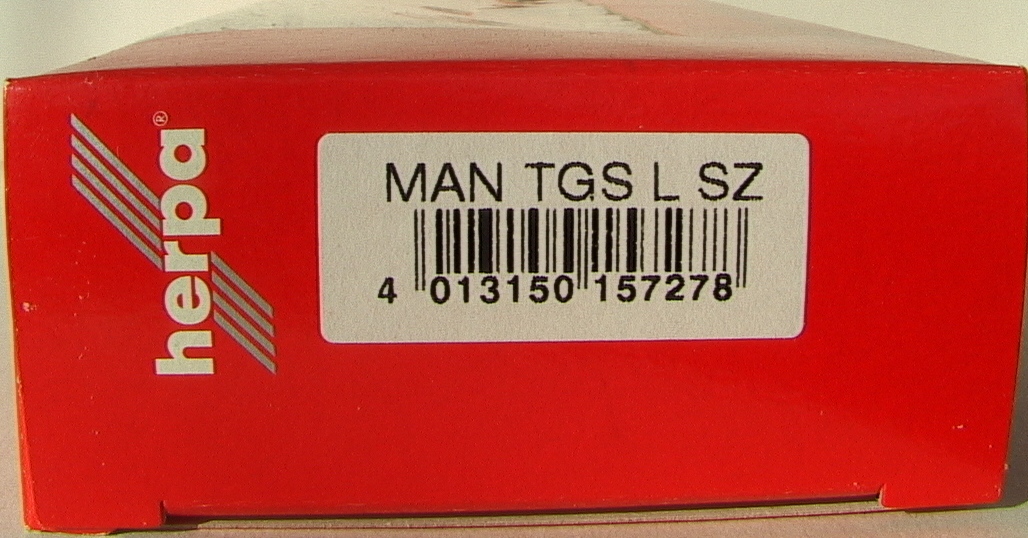 herpa®
MAN TGS L SZ
4 013150 157278